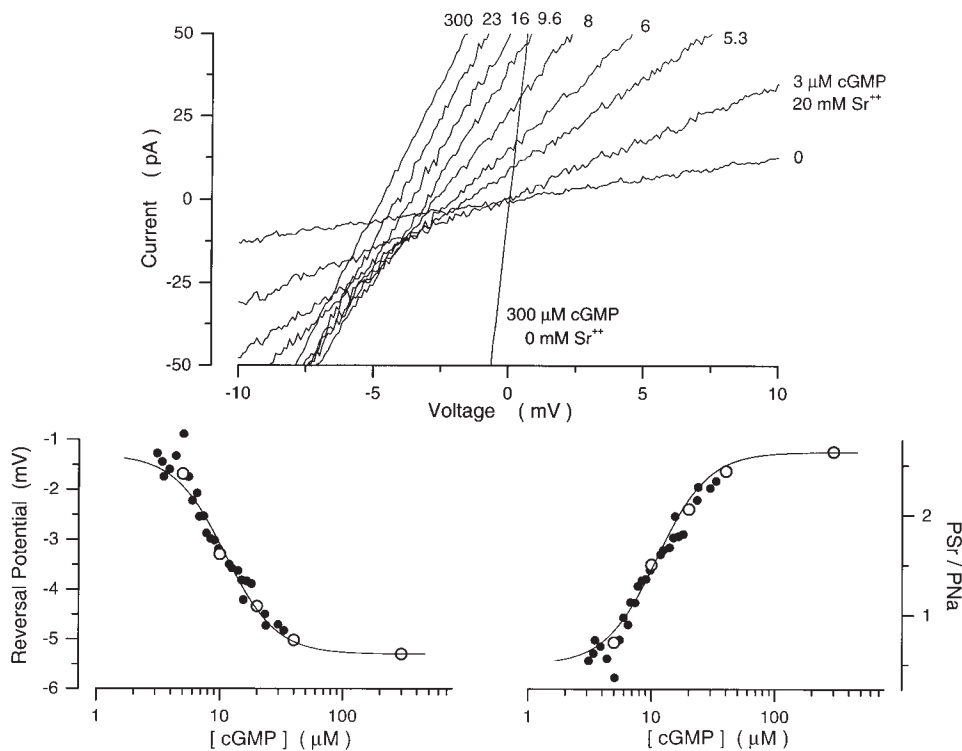 300 23 16 9.6 8 6 5.3
50
25
0
-25
-50
Current ( pA )
3 μM cGMP
20 mM Sr++
0
300 μM cGMP
0 mM Sr++
-10 -5 0 5 10
Voltage ( mV )
-1
-2
-3
-4
-5
-6
Reversal Potential (mV)
1 10 100
[ cGMP ] ( μM )
2
1
PSr / PNa
1 10 100
[ cGMP ] ( μM )